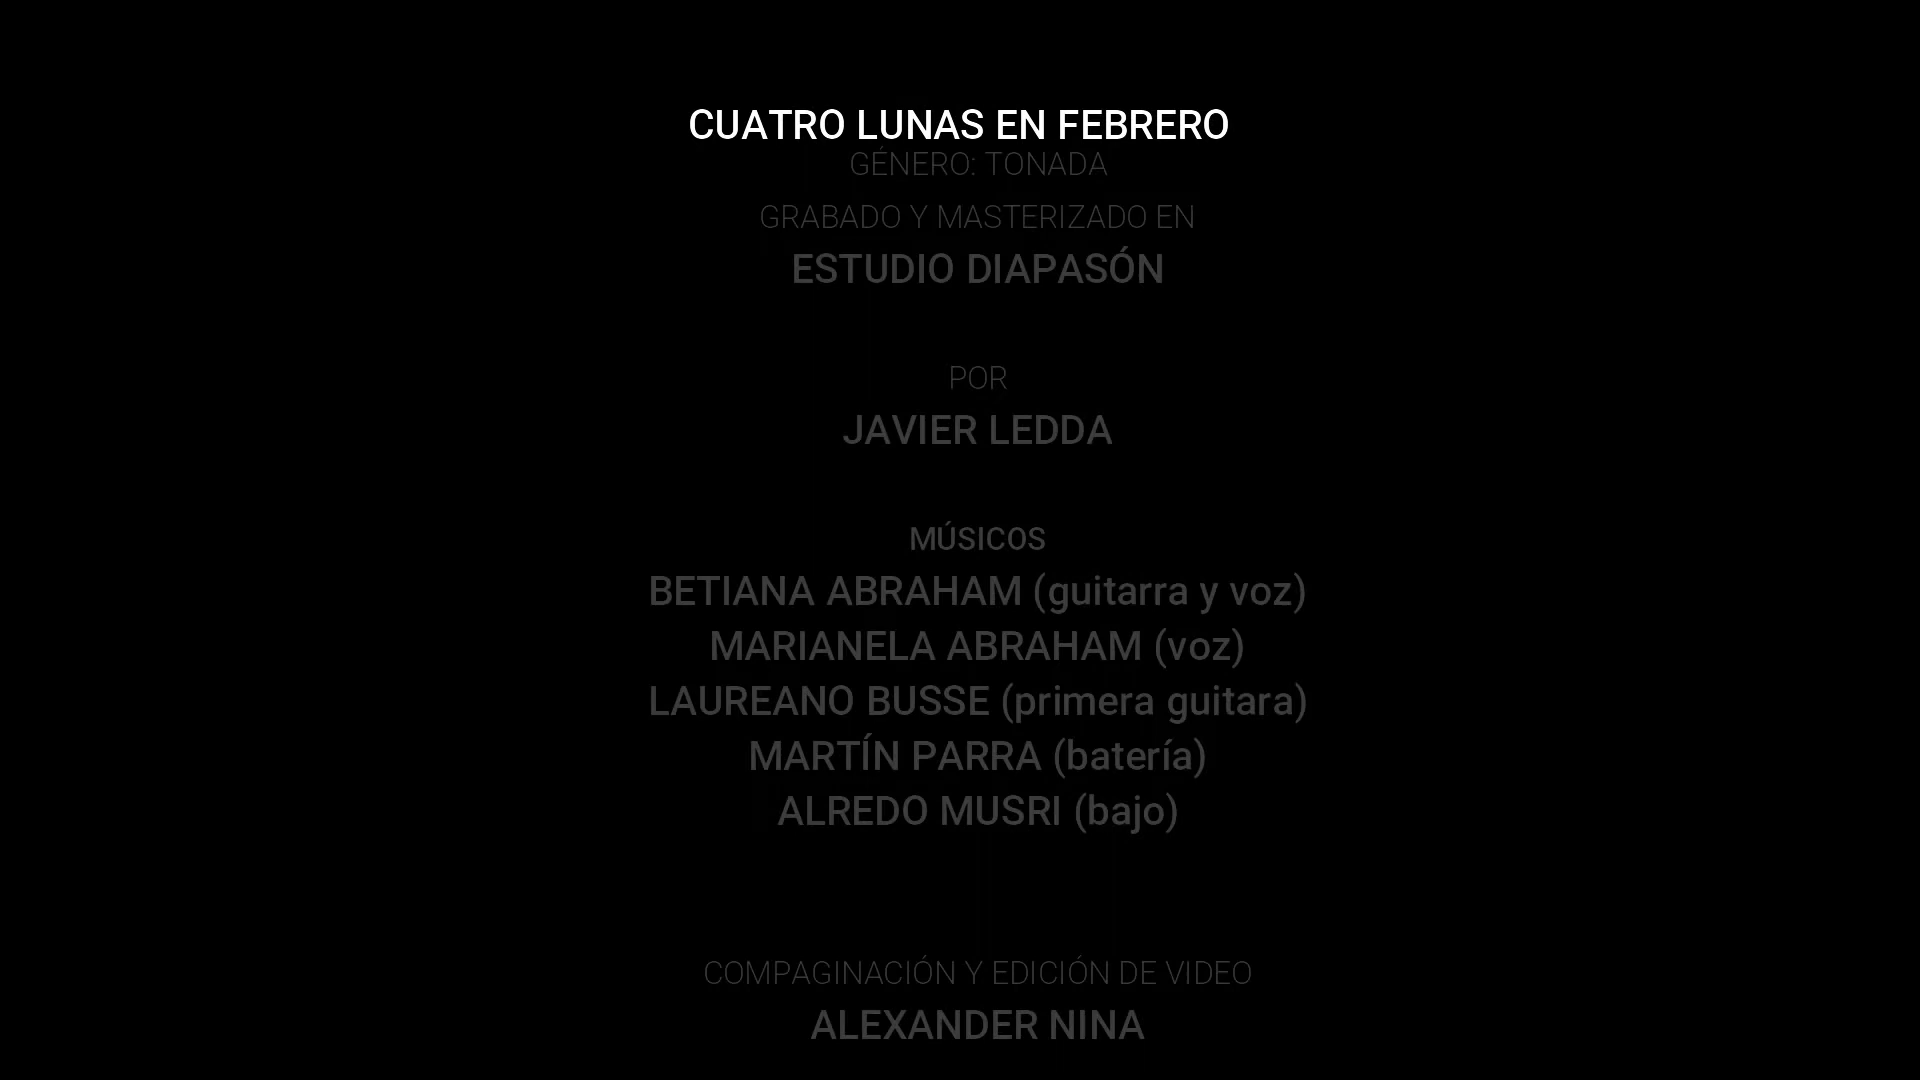 CUATRO LUNAS EN FEBRERO
GÉNERO: TONADA
GRABADO Y MASTERIZADO EN
ESTUDIO DIAPASÓN
POR
JAVIER LEDDA
MÚSICOS
BETIANA ABRAHAM (guitarra y voz)
MARIANELA ABRAHAM (voz)
LAUREANO BUSSE (primera guitara)
MARTÍN PARRA (batería)
ALREDO MUSRI (bajo)
COMPAGINACIÓN Y EDICIÓN DE VIDEO
ALEXANDER NINA